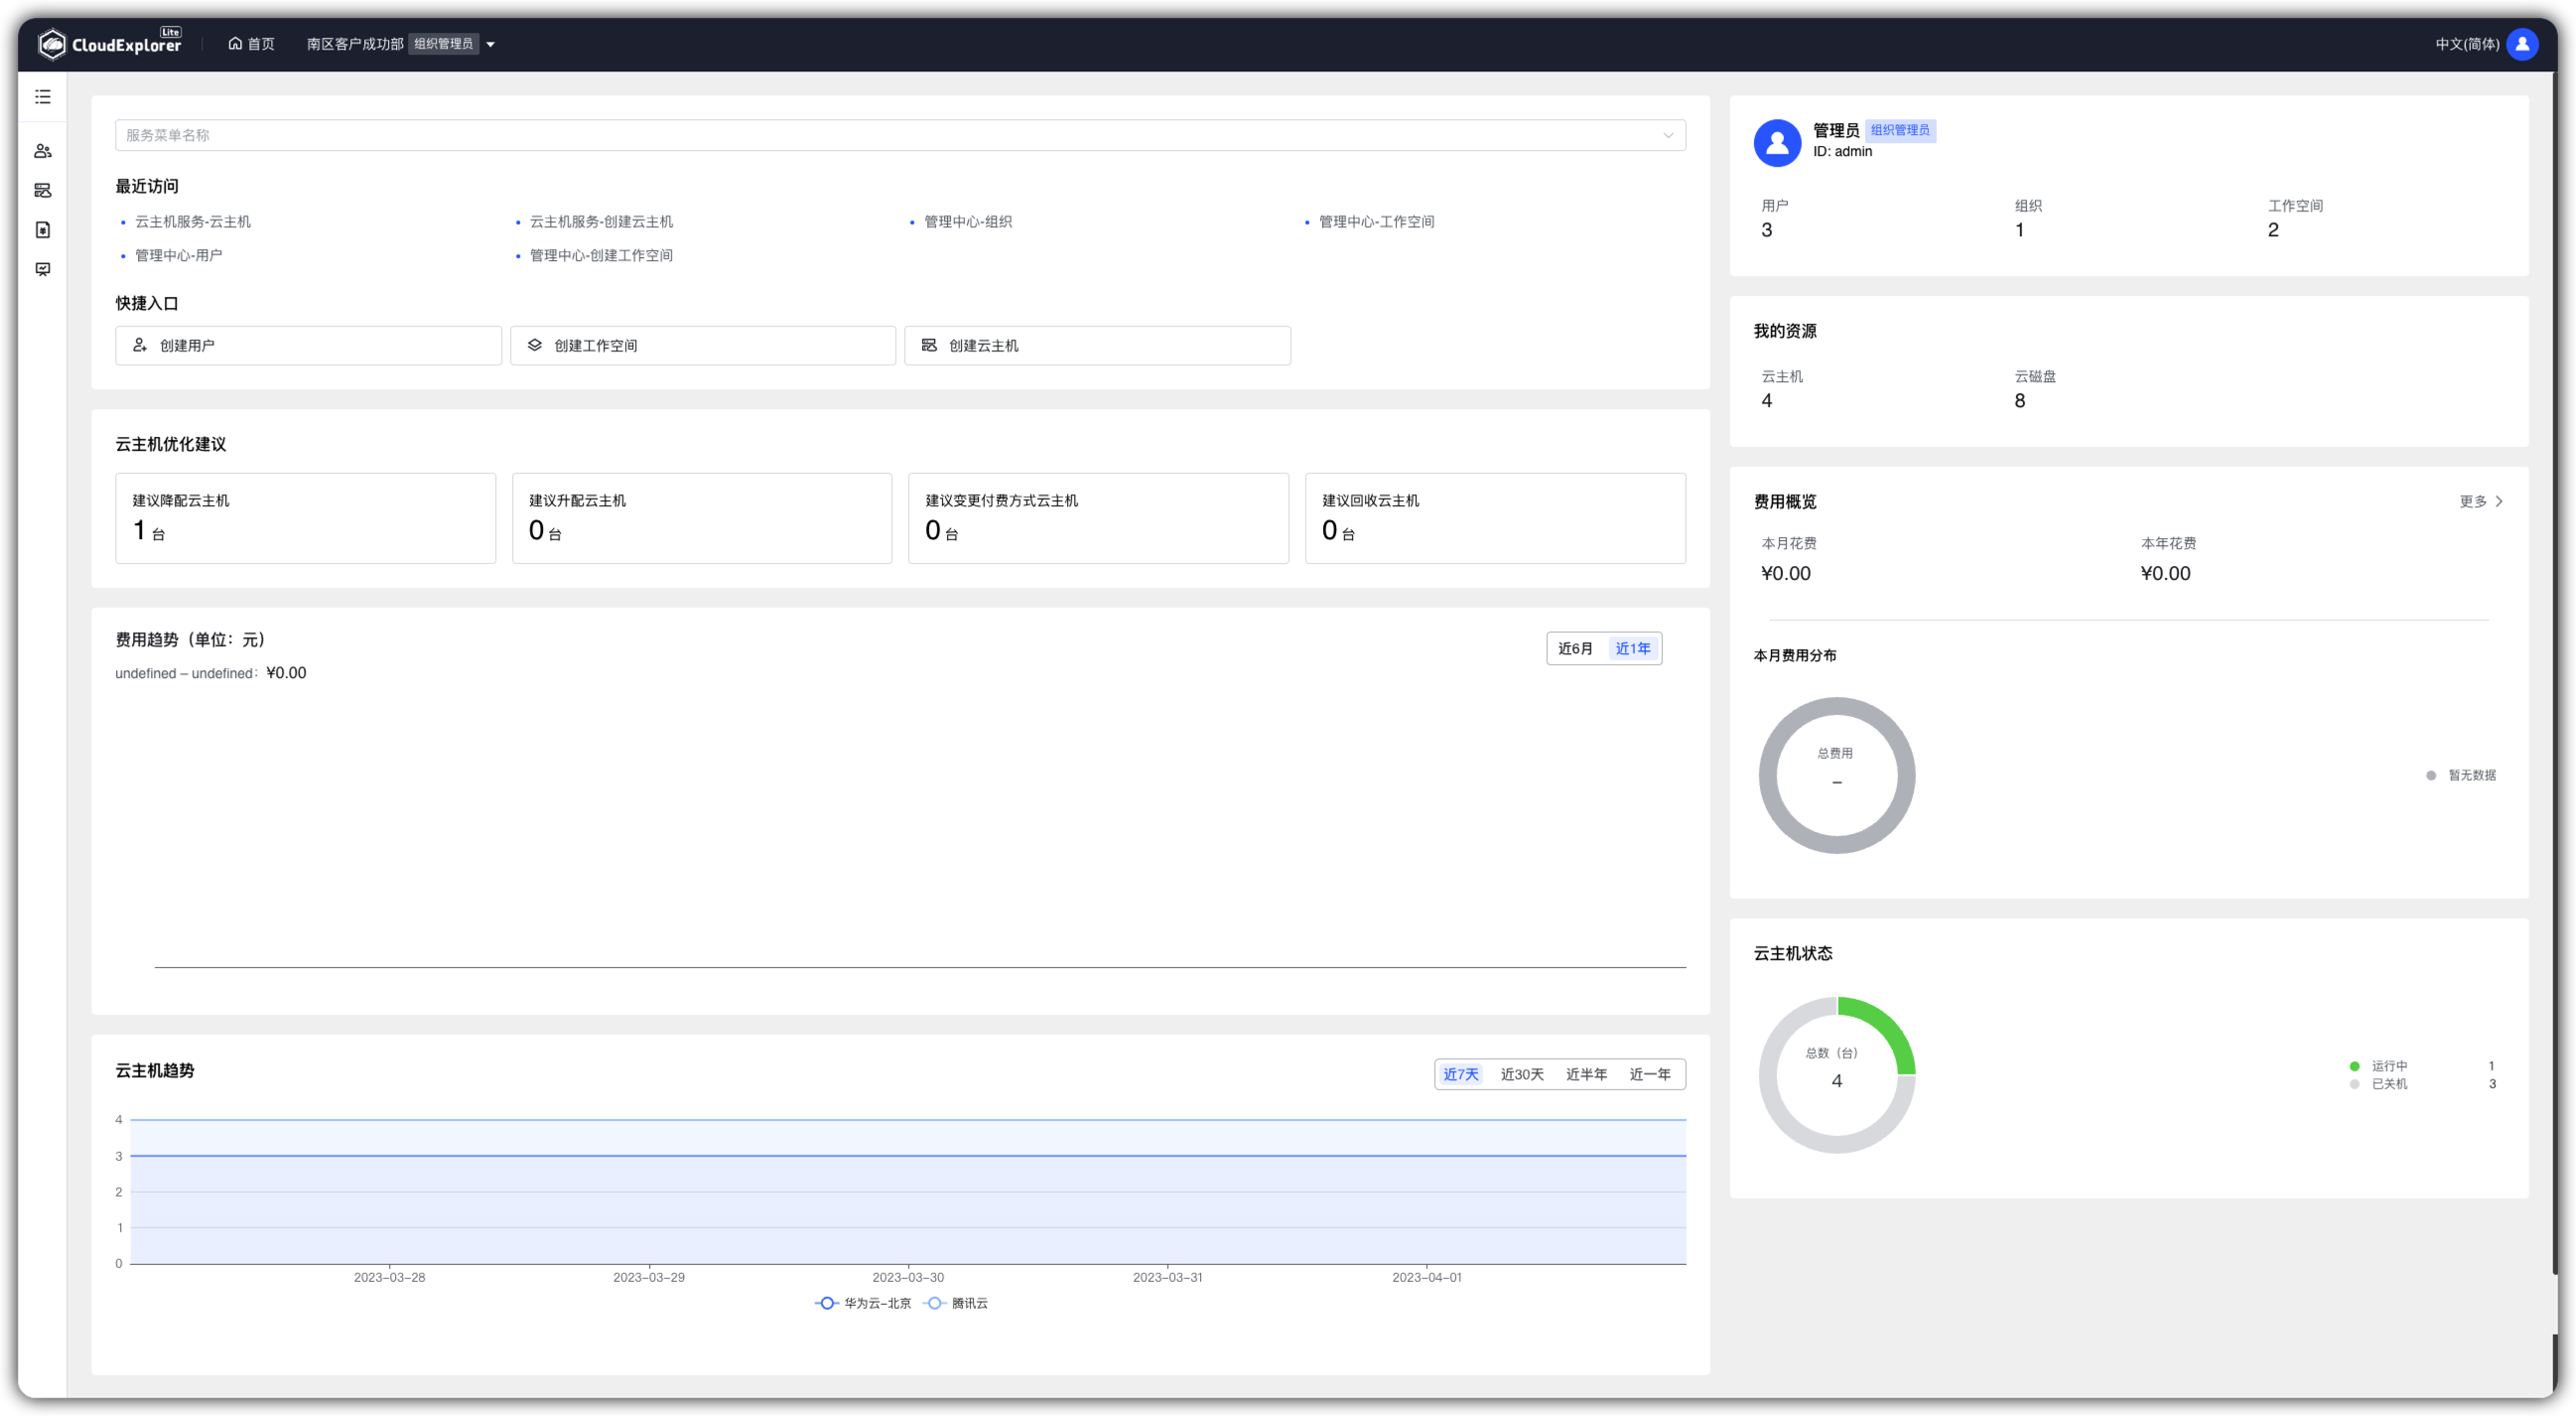 CloudExplorer Lite
首页
南区客户成功部 组织管理员
中文(简体)
服务菜单名称
最近访问
云主机服务-云主机
云主机服务-创建云主机
管理中心-组织
管理中心-工作空间
管理中心-用户
管理中心-创建工作空间
快捷入口
创建用户
创建工作空间
创建云主机
云主机优化建议
建议降配云主机
1 台
建议升配云主机
0 台
建议变更付费方式云主机
0 台
建议回收云主机
0 台
费用趋势（单位：元）
近6月 近1年
undefined – undefined： ¥0.00
云主机趋势
近7天 近30天 近半年 近一年
4
3
2
1
0
2023-03-28 2023-03-29 2023-03-30 2023-03-31 2023-04-01
华为云-北京 腾讯云
管理员 组织管理员
ID: admin
用户 组织 工作空间
3 1 2
我的资源
云主机 云磁盘
4 8
费用概览 更多
本月花费 本年花费
¥0.00 ¥0.00
本月费用分布
总费用
–
暂无数据
云主机状态
总数（台）
4
运行中 1
已关机 3